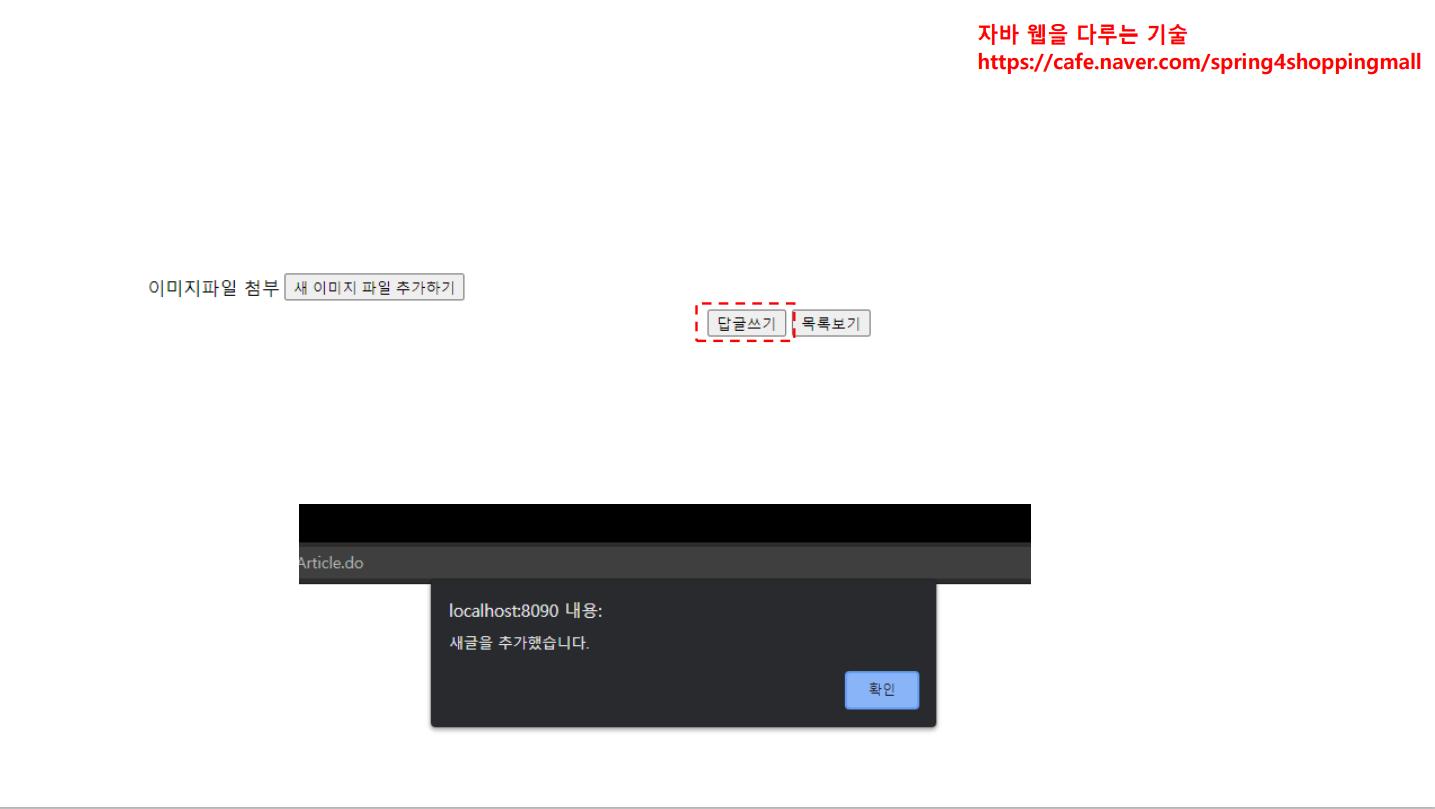 자바 웹을 다루는 기술
https://cafe.naver.com/spring4shoppingmall
이미지파일 첨부 새 이미지 파일 추가하기
답글쓰기 목록보기
Article.do
localhost:8090 내용:
새글을 추가했습니다.
확인